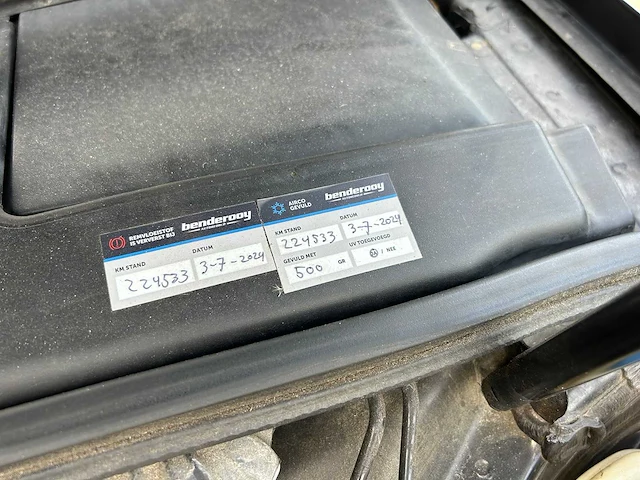 REMVLOEISTOF
IS VERVERST BIJ
benderooy
KM STAND
DATUM
224533
3-7-2024
AIRCO
GEVULD
benderooy
KM STAND
DATUM
224533
3-7-2024
GEVULD MET
UV TOEGEVOEGD
500 GR
JA / NEE